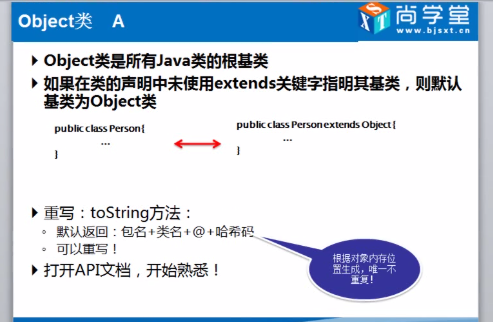 Object类 A
SXT 尚学堂
www.bjsxt.com
Object类是所有Java类的根基类
如果在类的声明中未使用extends关键字指明其基类，则默认
基类为Object类
public class Person{
...
}
public class Person extends Object{
...
}
重写：toString方法：
默认返回：包名+类名+@+哈希码
可以重写！
打开API文档，开始熟悉！
根据对象内存位
置生成，唯一不
重复！